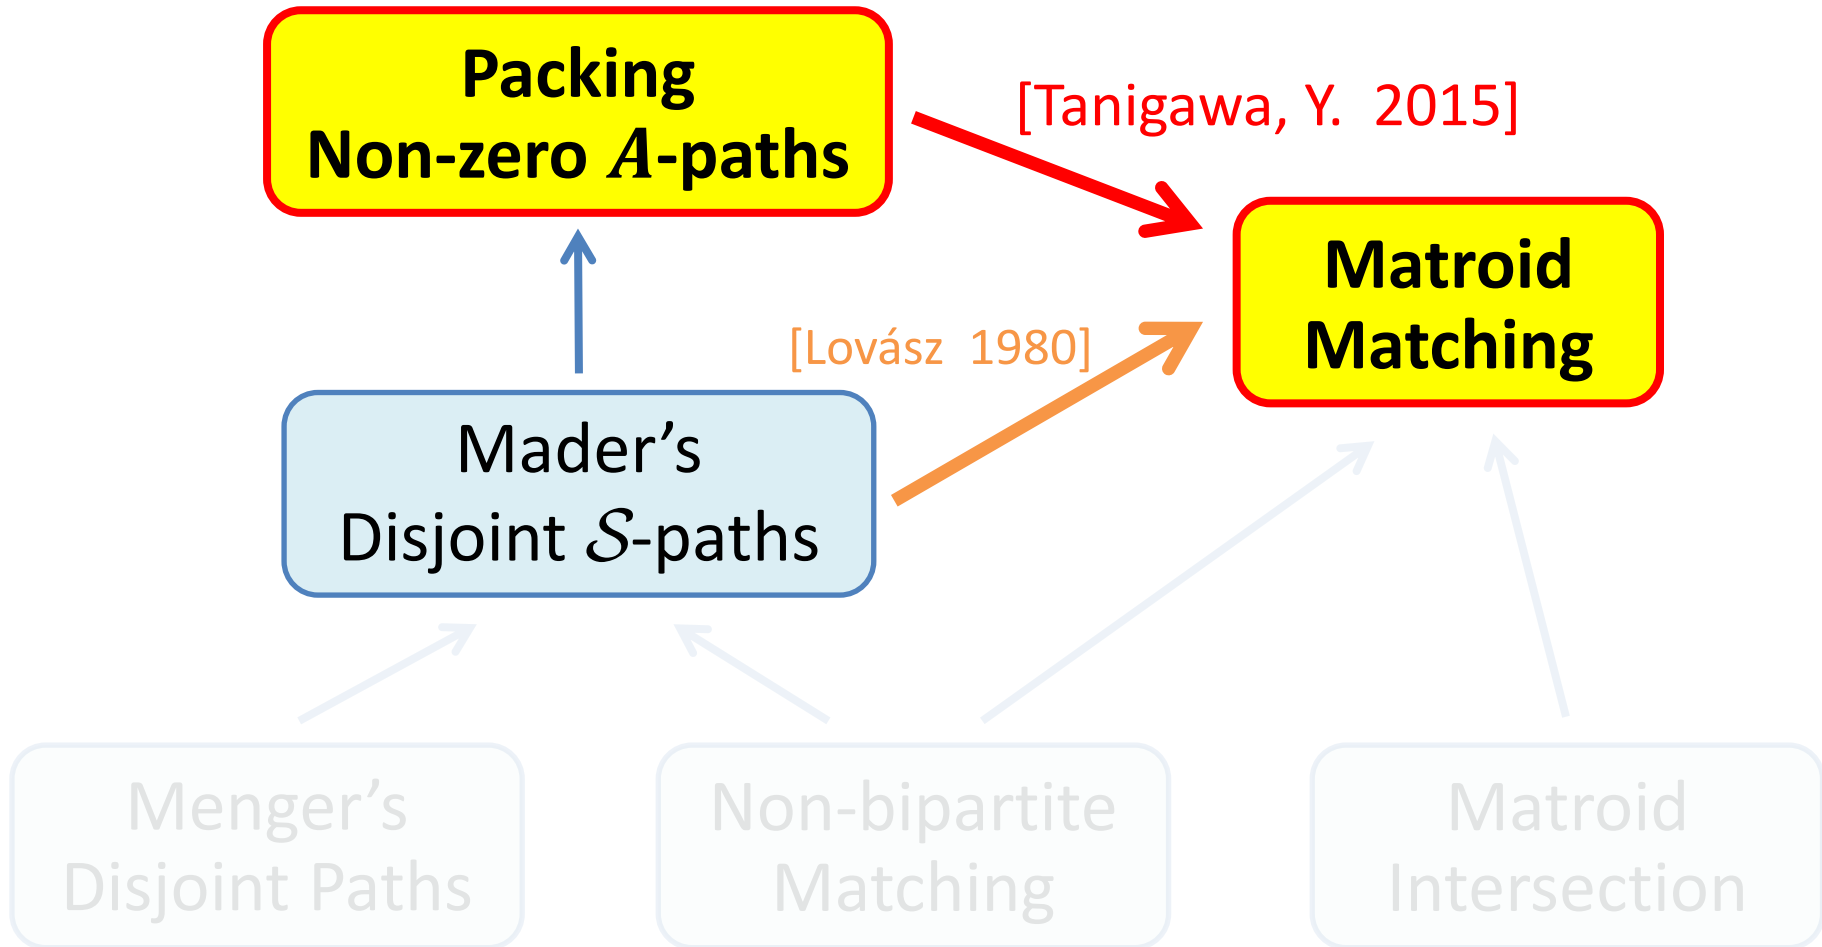 Packing
Non-zero A-paths
[Tanigawa, Y. 2015]
Matroid
Matching
[Lovász 1980]
Mader’s
Disjoint 𝒮-paths
Menger’s
Disjoint Paths
Non-bipartite
Matching
Matroid
Intersection